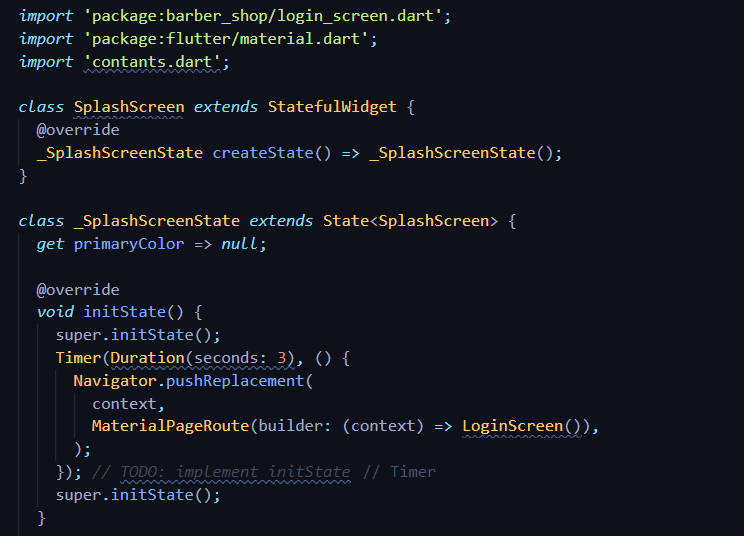 import 'package:barber_shop/login_screen.dart';
import 'package:flutter/material.dart';
import 'contants.dart';

class SplashScreen extends StatefulWidget {
  @override
  _SplashScreenState createState() => _SplashScreenState();
}

class _SplashScreenState extends State<SplashScreen> {
  get primaryColor => null;

  @override
  void initState() {
    super.initState();
    Timer(Duration(seconds: 3), () {
      Navigator.pushReplacement(
        context,
        MaterialPageRoute(builder: (context) => LoginScreen()),
      );
    }); // TODO: implement initState // Timer
    super.initState();
  }